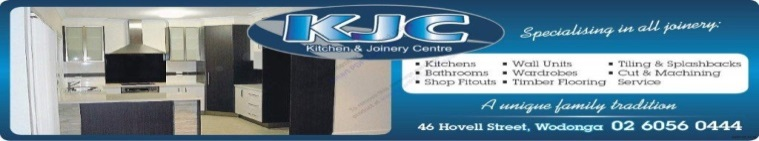 KJC
Kitchen & Joinery Centre
Specialising in all joinery:
▪ Kitchens
▪ Bathrooms
▪ Shop Fitouts
▪ Wall Units
▪ Wardrobes
▪ Timber Flooring
▪ Tiling & Splashbacks
▪ Cut & Machining
Service
A unique family tradition
46 Hovell Street, Wodonga 02 6056 0444